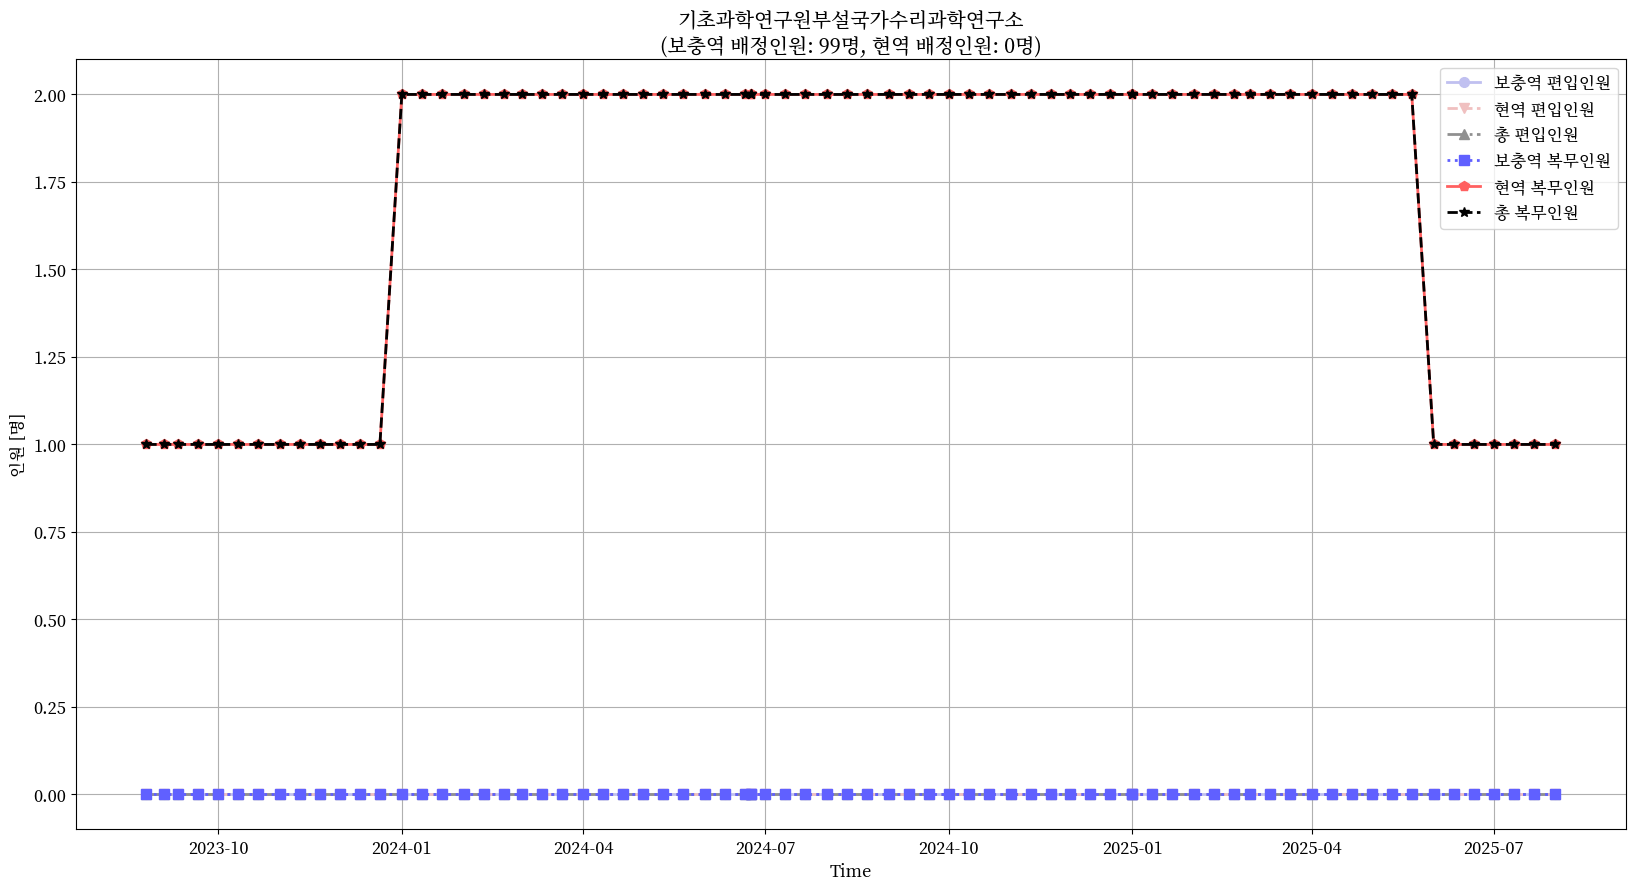 기초과학연구원부설국가수리과학연구소
(보충역 배정인원: 99명, 현역 배정인원: 0명)
보충역 편입인원
현역 편입인원
총 편입인원
보충역 복무인원
현역 복무인원
총 복무인원
인원 [명]
2.00
1.75
1.50
1.25
1.00
0.75
0.50
0.25
0.00
2023-10 2024-01 2024-04 2024-07 2024-10 2025-01 2025-04 2025-07
Time